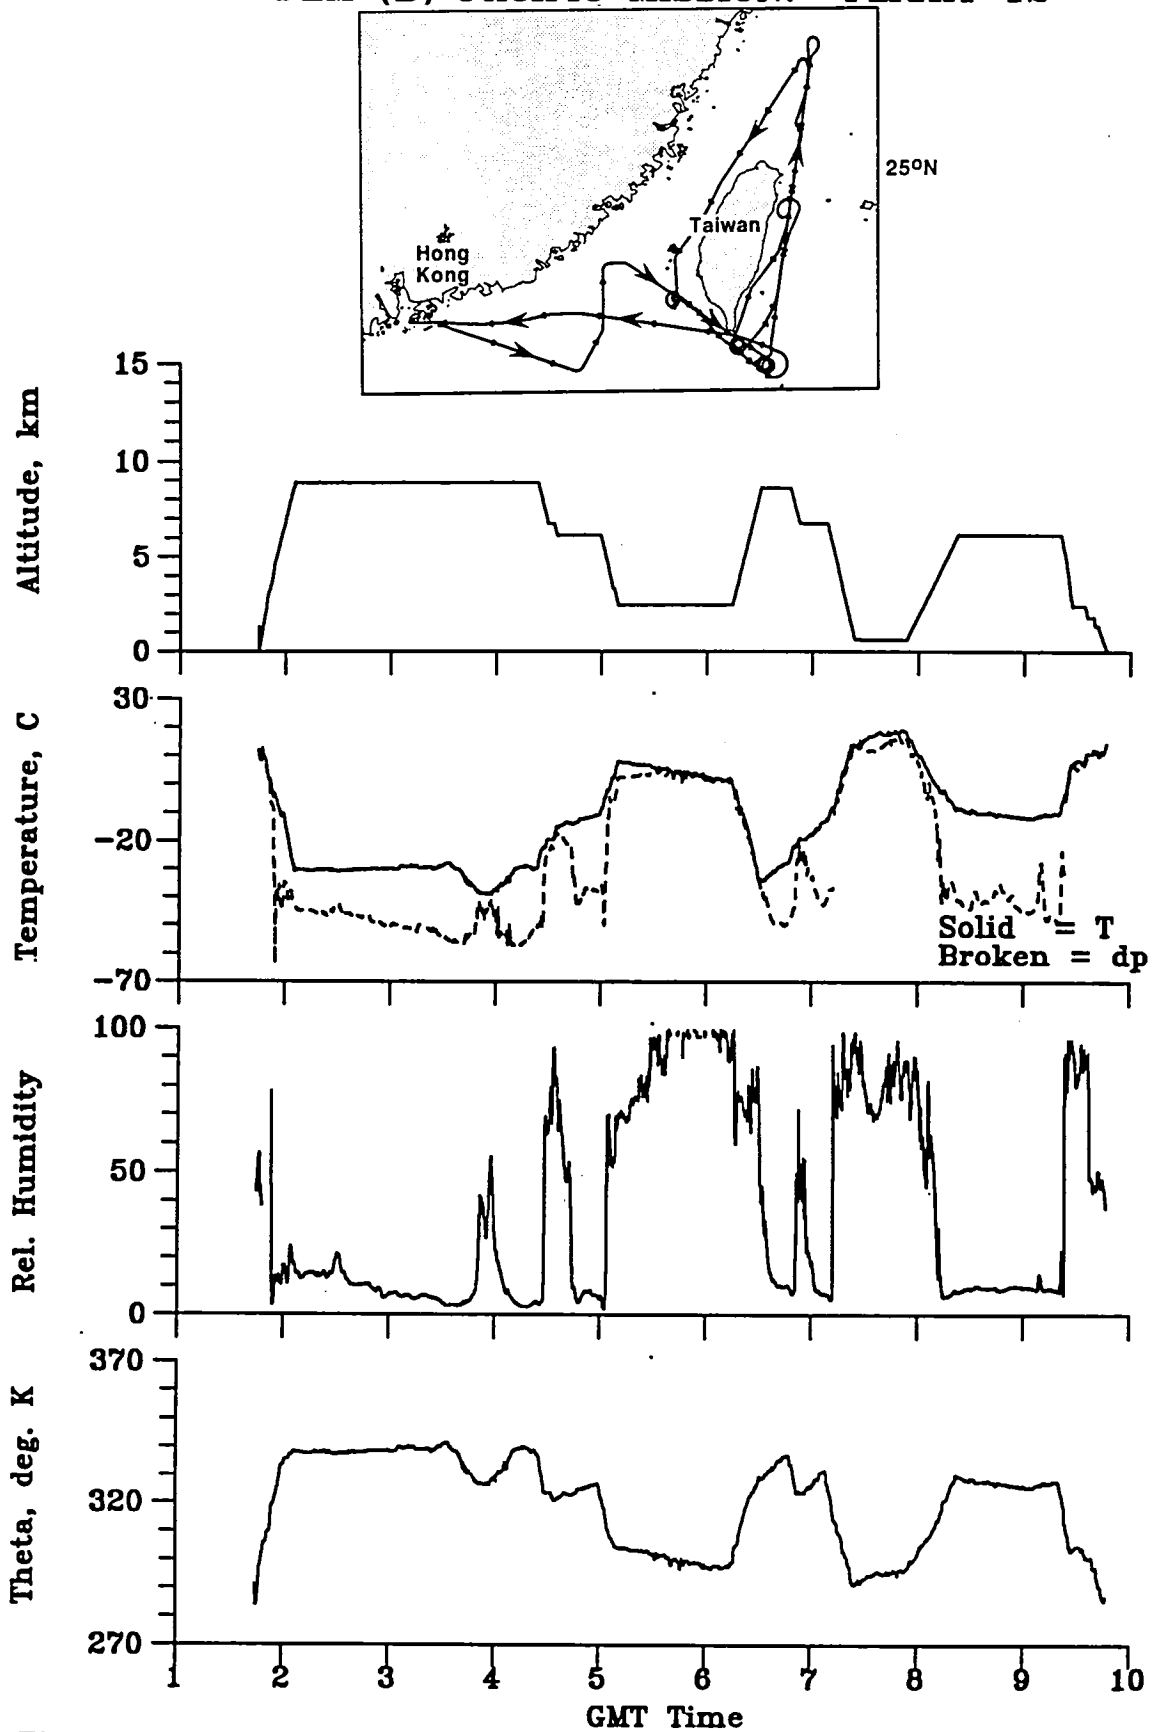 25ºN
Taiwan
Hong
Kong
15
10
5
0
Altitude, km
30
-20
-70
Temperature, C
Solid = T
Broken = dp
100
50
0
Rel. Humidity
370
320
270
Theta, deg. K
1 2 3 4 5 6 7 8 9 10
GMT Time